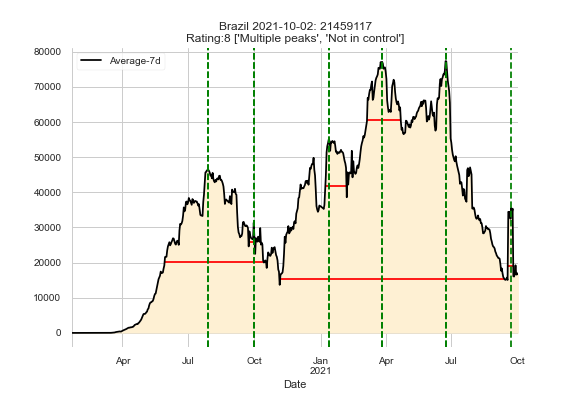 Brazil 2021-10-02: 21459117
Rating:8 ['Multiple peaks', 'Not in control']
80000
Average-7d
70000
60000
50000
40000
30000
20000
10000
0
Apr Jul Oct Jan Apr Jul Oct
2021
Date